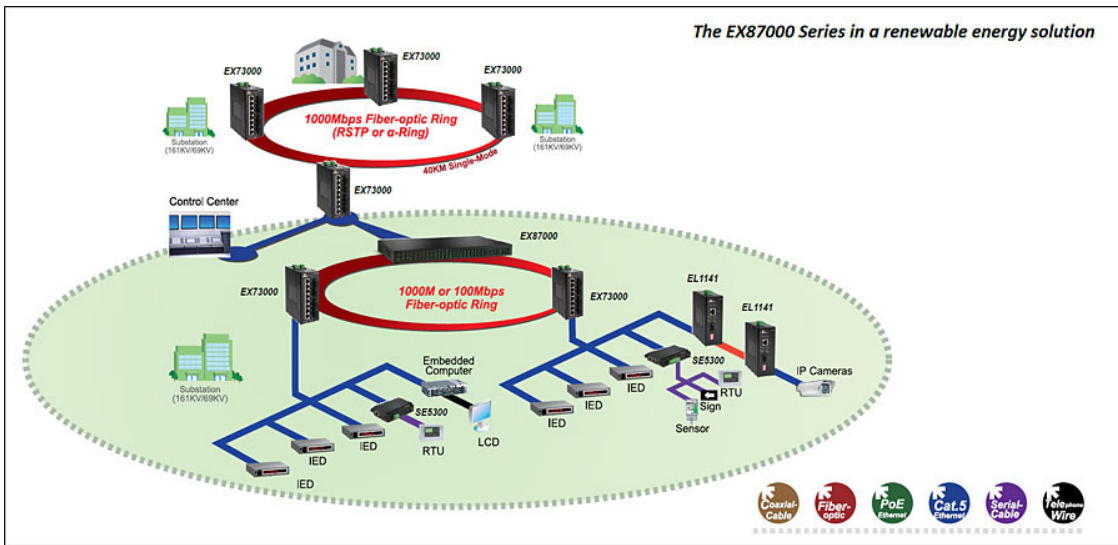 The EX87000 Series in a renewable energy solution
EX73000
EX73000
EX73000
1000Mbps Fiber-optic Ring
(RSTP or α-Ring)
Substation
(161KV/69KV)
Substation
(161KV/69KV)
40KM Single-Mode
EX73000
Control Center
EX87000
EX73000
1000M or 100Mbps
Fiber-optic Ring
EX73000
EL1141
EL1141
Substation
(161KV/69KV)
Embedded
Computer
SE5300
IP Cameras
IED
RTU
IED
Sign
IED
Sensor
SE5300
LCD
IED
RTU
IED
IED
Coaxial-
Cable
Fiber-
optic
PoE
Ethernet
Cat.5
Ethernet
Serial-
Cable
Telephone
Wire